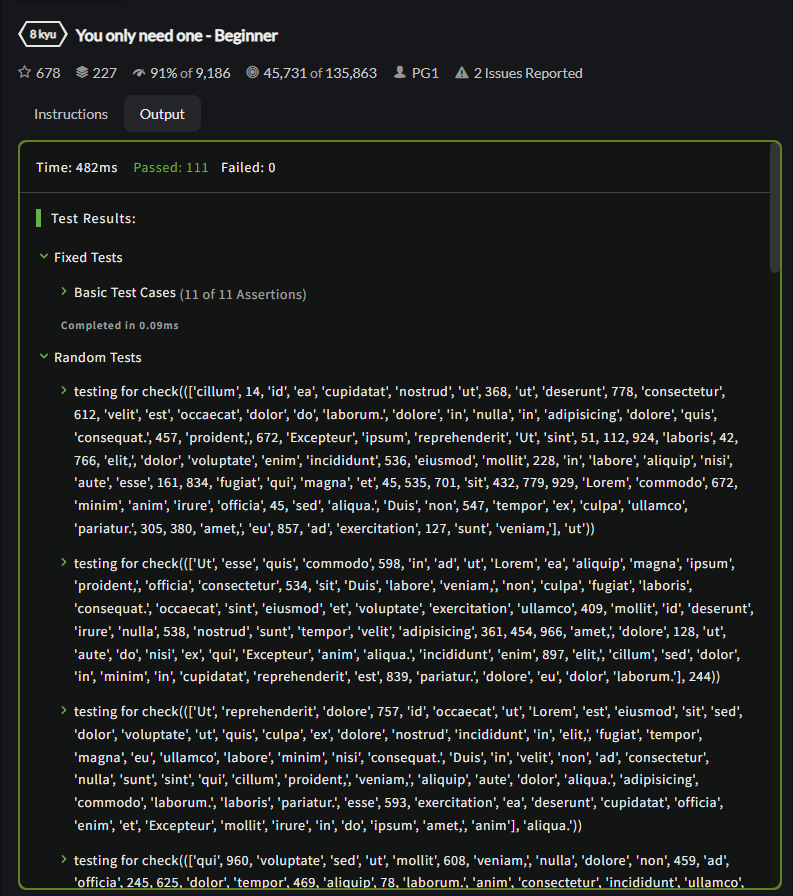 8 kyu You only need one - Beginner
678 227 91% of 9,186 45,731 of 135,863 PG1 2 Issues Reported
Instructions Output
Time: 482ms Passed: 111 Failed: 0
Test Results:
Fixed Tests
Basic Test Cases (11 of 11 Assertions)
Completed in 0.09ms
Random Tests
testing for check((['cillum', 14, 'id', 'ea', 'cupidatat', 'nostrud', 'ut', 368, 'ut', 'deserunt', 778, 'consectetur',
612, 'velit', 'est', 'occaecat', 'dolor', 'do', 'laborum.', 'dolore', 'in', 'nulla', 'in', 'adipisicing', 'dolore', 'quis',
'consequat.', 457, 'proident,', 672, 'Excepteur', 'ipsum', 'reprehenderit', 'Ut', 'sint', 51, 112, 924, 'laboris', 42,
766, 'elit,', 'dolor', 'voluptate', 'enim', 'incididunt', 536, 'eiusmod', 'mollit', 228, 'in', 'labore', 'aliquip', 'nisi',
'aute', 'esse', 161, 834, 'fugiat', 'qui', 'magna', 'et', 45, 535, 701, 'sit', 432, 779, 929, 'Lorem', 'commodo', 672,
'minim', 'anim', 'irure', 'officia', 45, 'sed', 'aliqua.', 'Duis', 'non', 547, 'tempor', 'ex', 'culpa', 'ullamco',
'pariatur.', 305, 380, 'amet,', 'eu', 857, 'ad', 'exercitation', 127, 'sunt', 'veniam,'], 'ut'))
testing for check((['Ut', 'esse', 'quis', 'commodo', 598, 'in', 'ad', 'ut', 'Lorem', 'ea', 'aliquip', 'magna', 'ipsum',
'proident,', 'officia', 'consectetur', 534, 'sit', 'Duis', 'labore', 'veniam,', 'non', 'culpa', 'fugiat', 'laboris',
'consequat.', 'occaecat', 'sint', 'eiusmod', 'et', 'voluptate', 'exercitation', 'ullamco', 409, 'mollit', 'id', 'deserunt',
'irure', 'nulla', 538, 'nostrud', 'sunt', 'tempor', 'velit', 'adipisicing', 361, 454, 966, 'amet,', 'dolore', 128, 'ut',
'aute', 'do', 'nisi', 'ex', 'qui', 'Excepteur', 'anim', 'aliqua.', 'incididunt', 'enim', 897, 'elit,', 'cillum', 'sed', 'dolor',
'in', 'minim', 'in', 'cupidatat', 'reprehenderit', 'est', 839, 'pariatur.', 'dolore', 'eu', 'dolor', 'laborum.'], 244))
testing for check((['Ut', 'reprehenderit', 'dolore', 757, 'id', 'occaecat', 'ut', 'Lorem', 'est', 'eiusmod', 'sit', 'sed',
'dolor', 'voluptate', 'ut', 'quis', 'culpa', 'ex', 'dolore', 'nostrud', 'incididunt', 'in', 'elit,', 'fugiat', 'tempor',
'magna', 'eu', 'ullamco', 'labore', 'minim', 'nisi', 'consequat.', 'Duis', 'in', 'velit', 'non', 'ad', 'consectetur',
'nulla', 'sunt', 'sint', 'qui', 'cillum', 'proident,', 'veniam,', 'aliquip', 'aute', 'dolor', 'aliqua.', 'adipisicing',
'commodo', 'laborum.', 'laboris', 'pariatur.', 'esse', 593, 'exercitation', 'ea', 'deserunt', 'cupidatat', 'officia',
'enim', 'et', 'Excepteur', 'mollit', 'irure', 'in', 'do', 'ipsum', 'amet,', 'anim'], 'aliqua.'))
testing for check((['qui', 960, 'voluptate', 'sed', 'ut', 'mollit', 608, 'veniam,', 'nulla', 'dolore', 'non', 459, 'ad',
'officia', 245, 625, 'dolor', 'tempor', 469, 'aliquip', 78, 'laborum.', 'anim', 'consectetur', 'incididunt', 'ullamco',